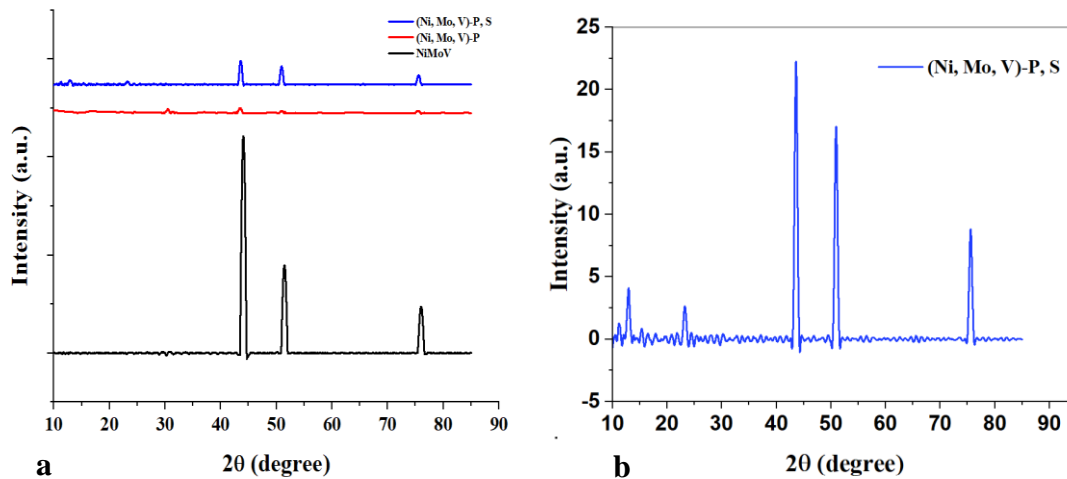 (Ni, Mo, V)-P, S
(Ni, Mo, V)-P
NiMoV
Intensity (a.u.)
10 20 30 40 50 60 70 80 90
2θ (degree)
a
b
25
20
15
10
5
0
-5
(Ni, Mo, V)-P, S
Intensity (a.u.)
10 20 30 40 50 60 70 80 90
2θ (degree)
b